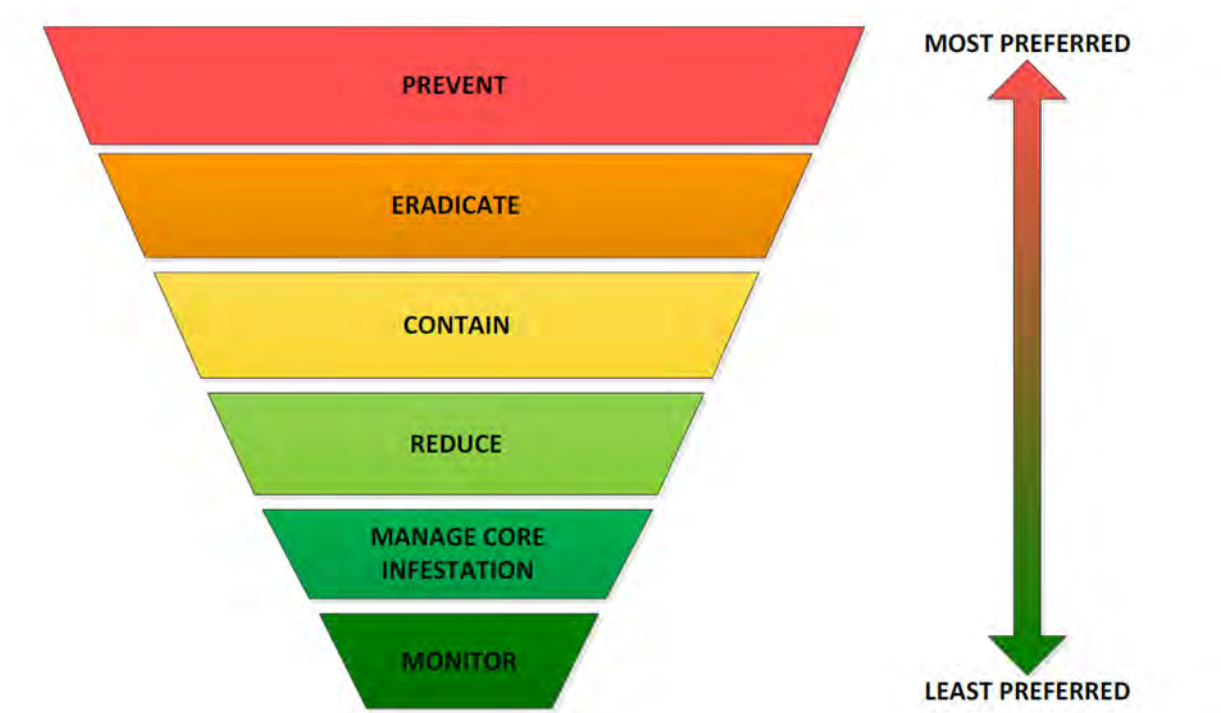 MOST PREFERRED
PREVENT
ERADICATE
CONTAIN
REDUCE
MANAGE CORE
INFESTATION
MONITOR
LEAST PREFERRED